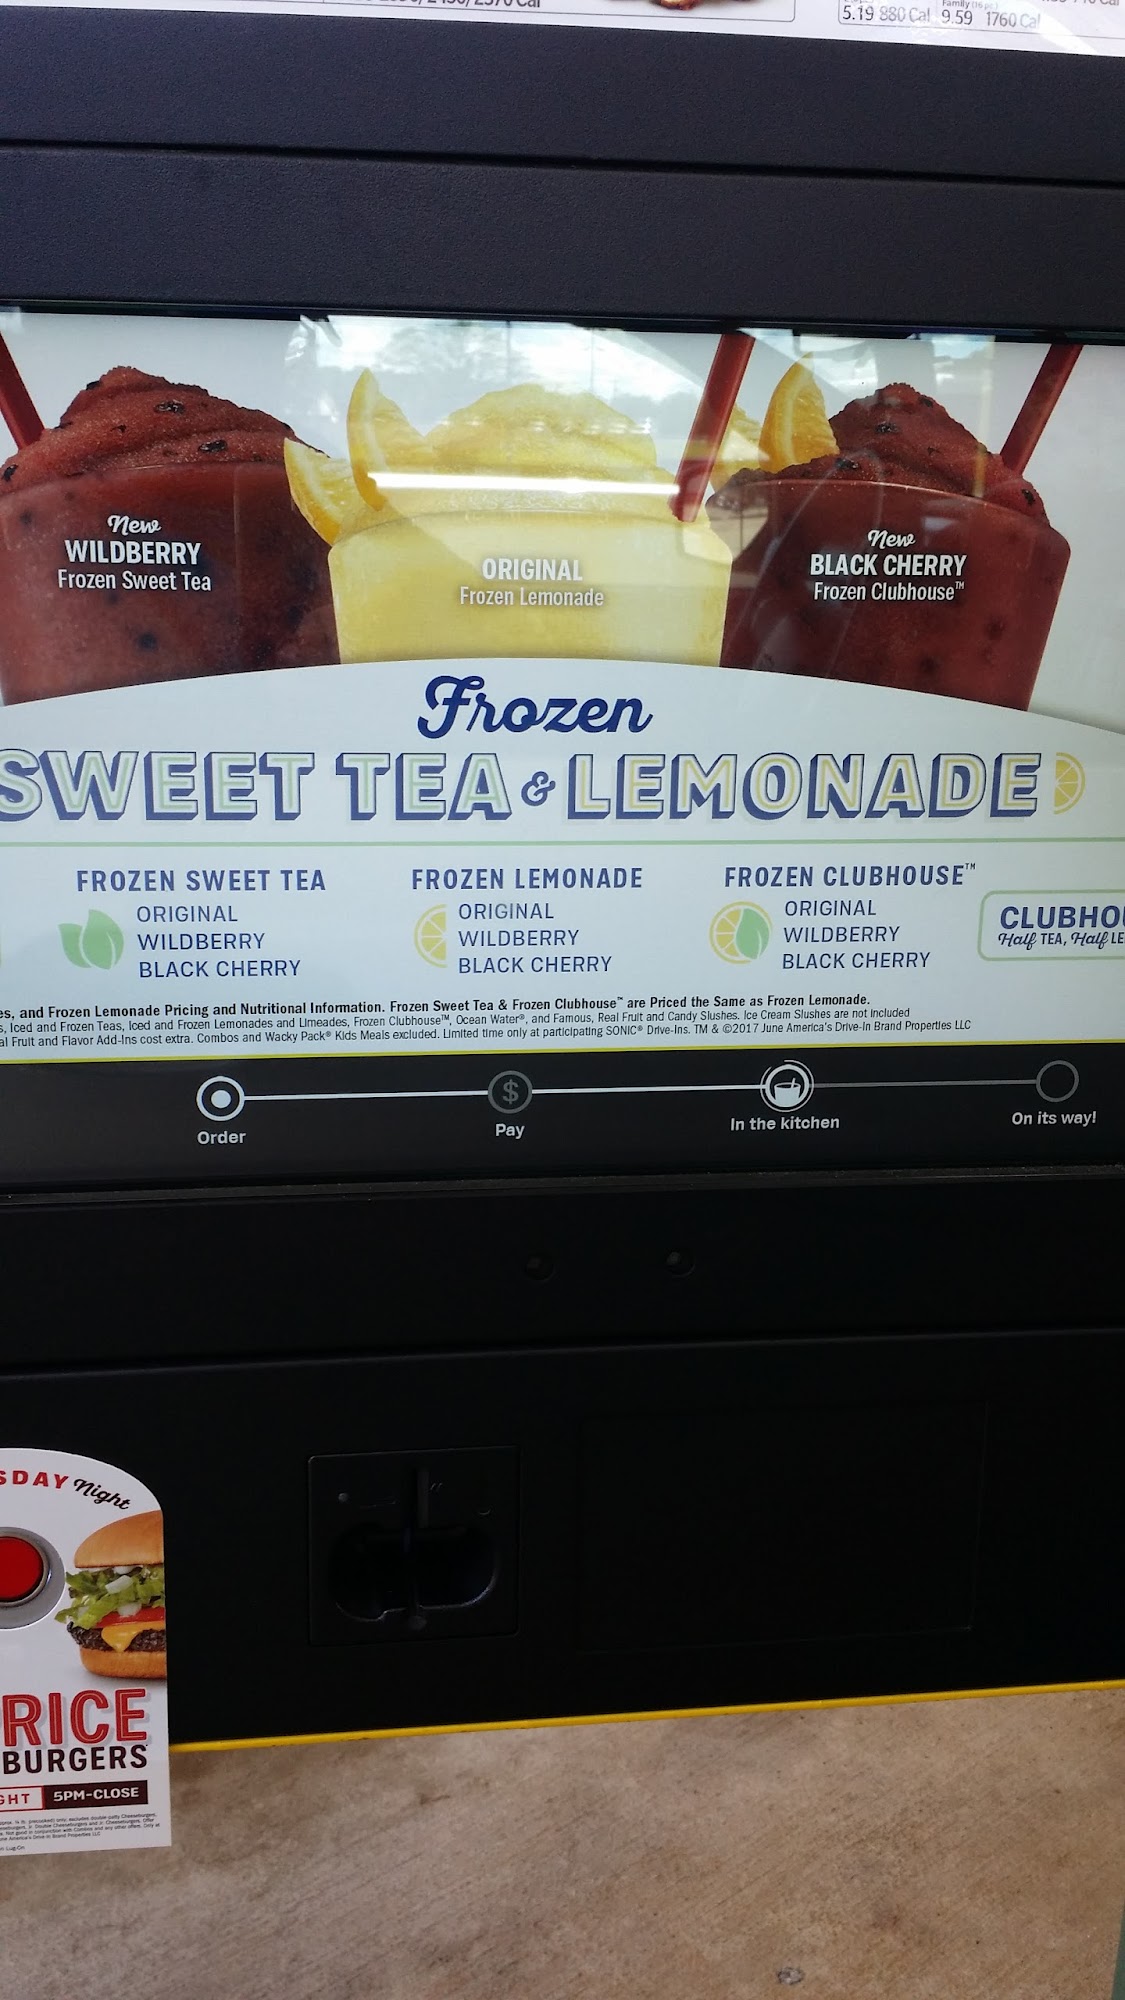 Cal
Family (16 pc.)
5.19 880 Cal 9.59 1760 Cal
New
WILDBERRY
Frozen Sweet Tea
ORIGINAL
Frozen Lemonade
New
BLACK CHERRY
Frozen Clubhouse™
Frozen
SWEET TEA & LEMONADE
FROZEN SWEET TEA
ORIGINAL
WILDBERRY
BLACK CHERRY
FROZEN LEMONADE
ORIGINAL
WILDBERRY
BLACK CHERRY
FROZEN CLUBHOUSE™
ORIGINAL
WILDBERRY
BLACK CHERRY
CLUBHOU
Half TEA, Half LE
es, and Frozen Lemonade Pricing and Nutritional Information. Frozen Sweet Tea & Frozen Clubhouse™ are Priced the Same as Frozen Lemonade.
s, Iced and Frozen Teas, Iced and Frozen Lemonades and Limeades, Frozen Clubhouse™, Ocean Water®, and Famous, Real Fruit and Candy Slushes. Ice Cream Slushes are not Included
al Fruit and Flavor Add-Ins cost extra. Combos and Wacky Pack® Kids Meals excluded. Limited time only at participating SONIC® Drive-Ins. TM & ©2017 June America's Drive-In Brand Properties LLC
$
Order
Pay
In the kitchen
On its way!
SDAY Night
RICE
BURGERS
GHT 5PM-CLOSE